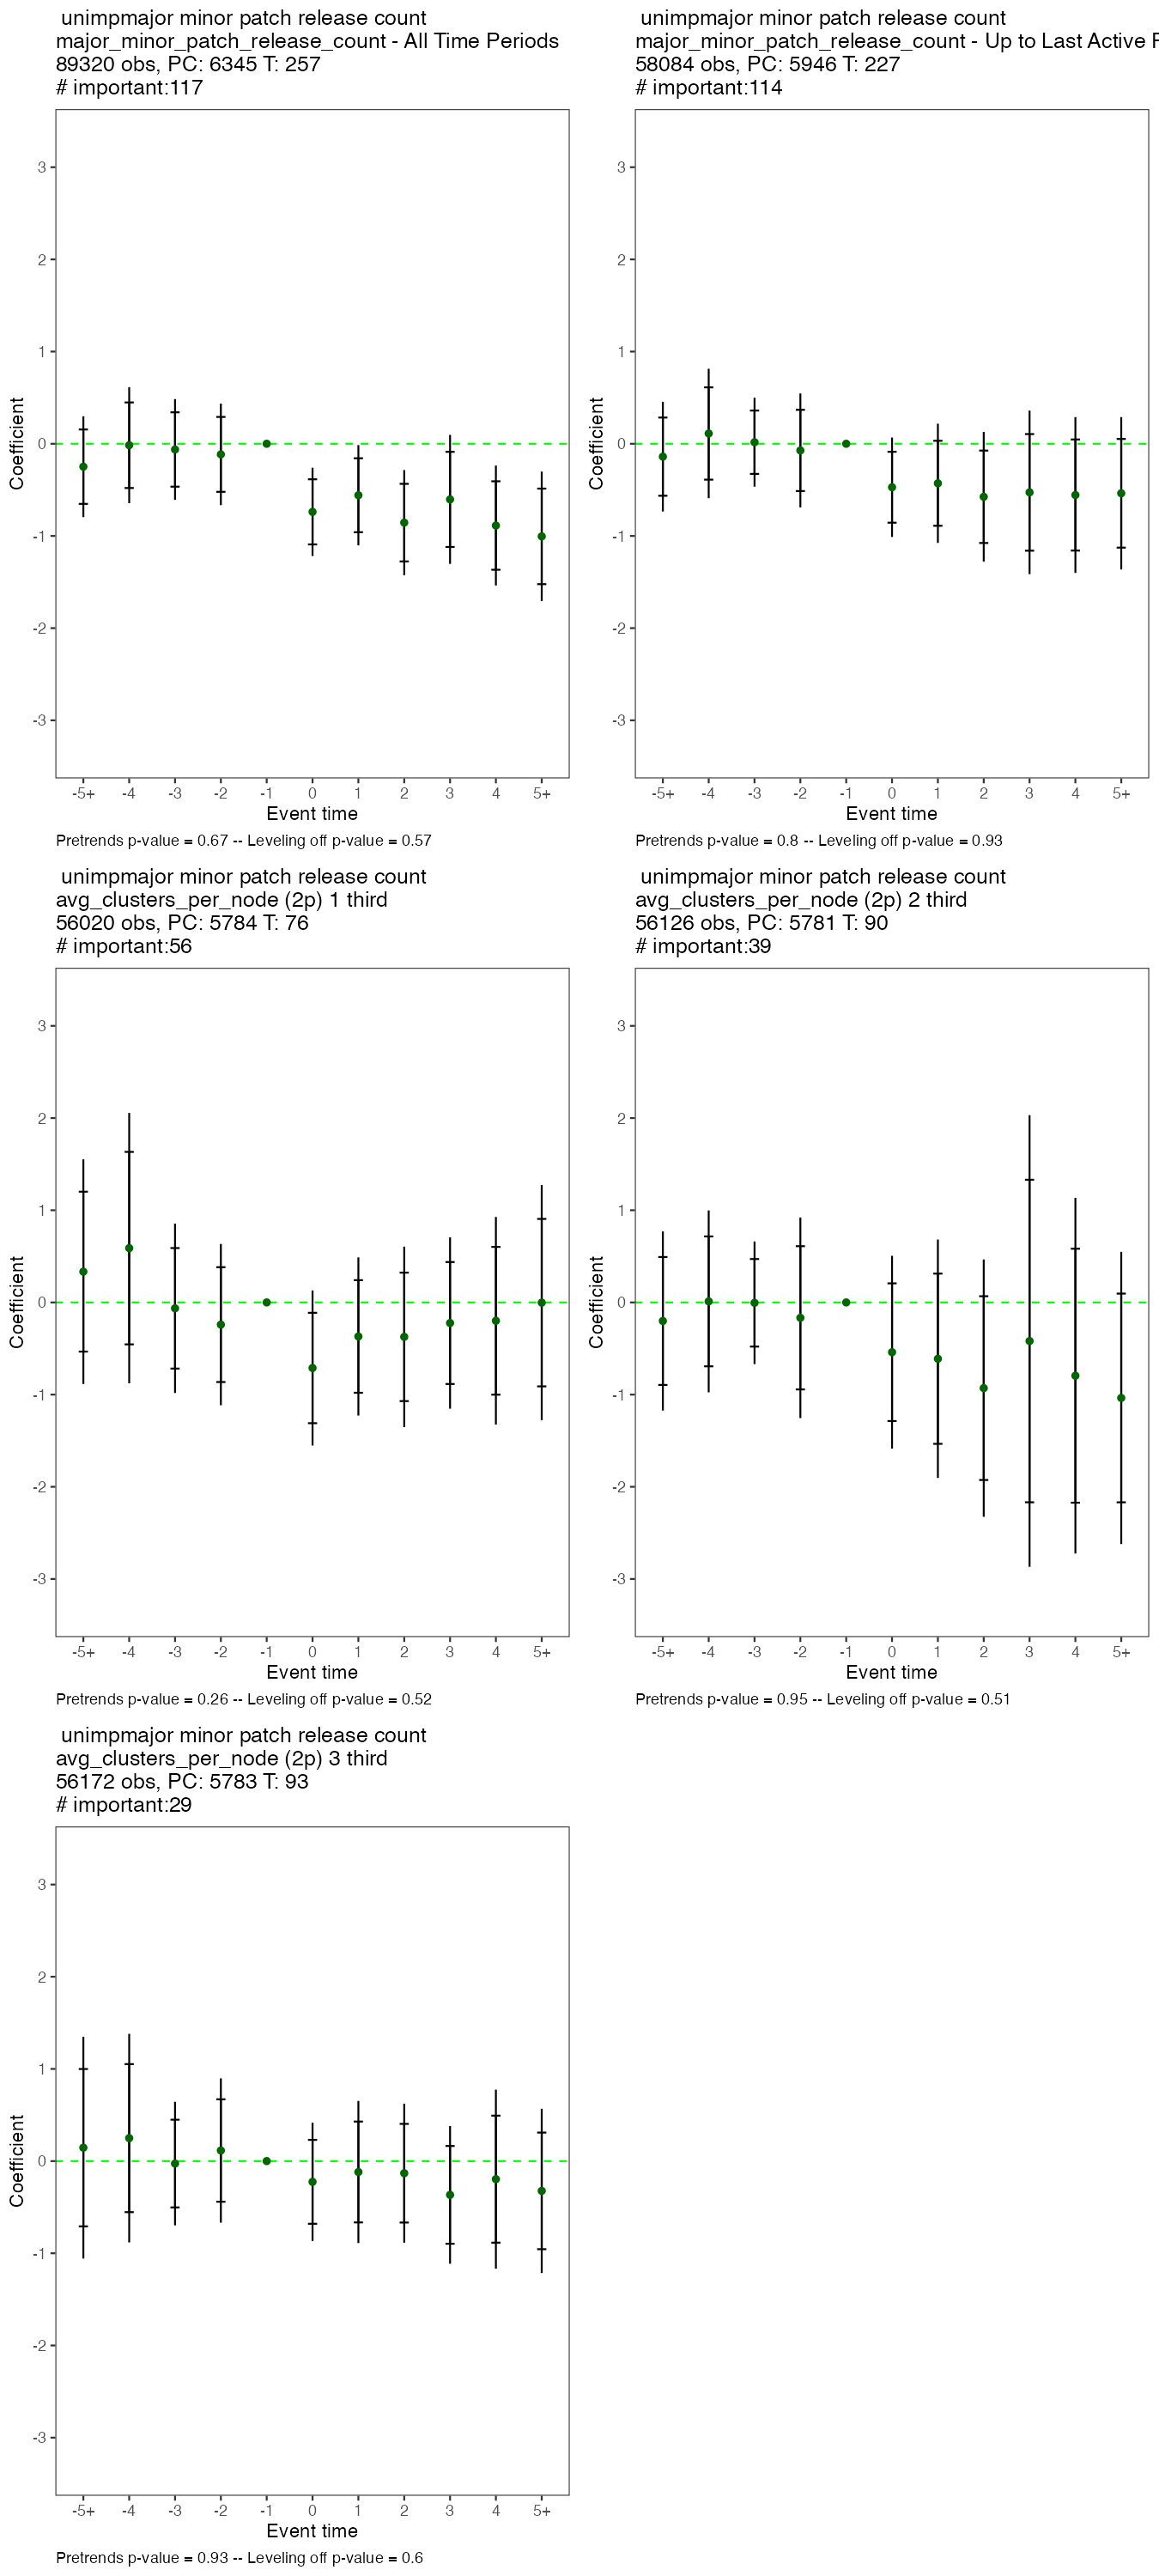 unimpmajor minor patch release count
major_minor_patch_release_count - All Time Periods
89320 obs, PC: 6345 T: 257
# important:117
3
2
1
0
-1
-2
-3
Coefficient
-5+ -4 -3 -2 -1 0 1 2 3 4 5+
Event time
Pretrends p-value = 0.67 -- Leveling off p-value = 0.57
unimpmajor minor patch release count
major_minor_patch_release_count - Up to Last Active P
58084 obs, PC: 5946 T: 227
# important:114
3
2
1
0
-1
-2
-3
Coefficient
-5+ -4 -3 -2 -1 0 1 2 3 4 5+
Event time
Pretrends p-value = 0.8 -- Leveling off p-value = 0.93
unimpmajor minor patch release count
avg_clusters_per_node (2p) 1 third
56020 obs, PC: 5784 T: 76
# important:56
3
2
1
0
-1
-2
-3
Coefficient
-5+ -4 -3 -2 -1 0 1 2 3 4 5+
Event time
Pretrends p-value = 0.26 -- Leveling off p-value = 0.52
unimpmajor minor patch release count
avg_clusters_per_node (2p) 2 third
56126 obs, PC: 5781 T: 90
# important:39
3
2
1
0
-1
-2
-3
Coefficient
-5+ -4 -3 -2 -1 0 1 2 3 4 5+
Event time
Pretrends p-value = 0.95 -- Leveling off p-value = 0.51
unimpmajor minor patch release count
avg_clusters_per_node (2p) 3 third
56172 obs, PC: 5783 T: 93
# important:29
3
2
1
0
-1
-2
-3
Coefficient
-5+ -4 -3 -2 -1 0 1 2 3 4 5+
Event time
Pretrends p-value = 0.93 -- Leveling off p-value = 0.6